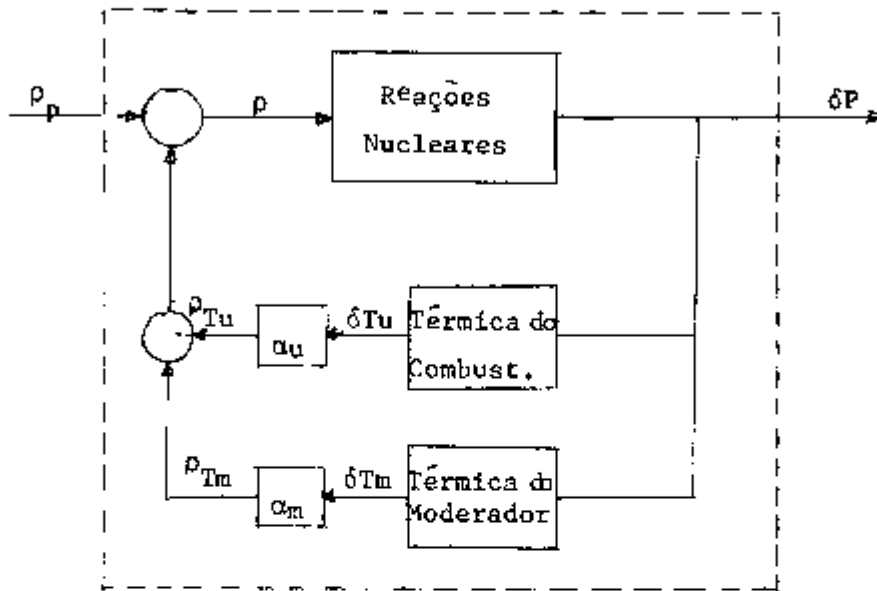 ρp
ρ
Reações
Nucleares
δP
ρTu
αu
δTu
Térmica do
Combust.
ρTm
αm
δTm
Térmica do
Moderador